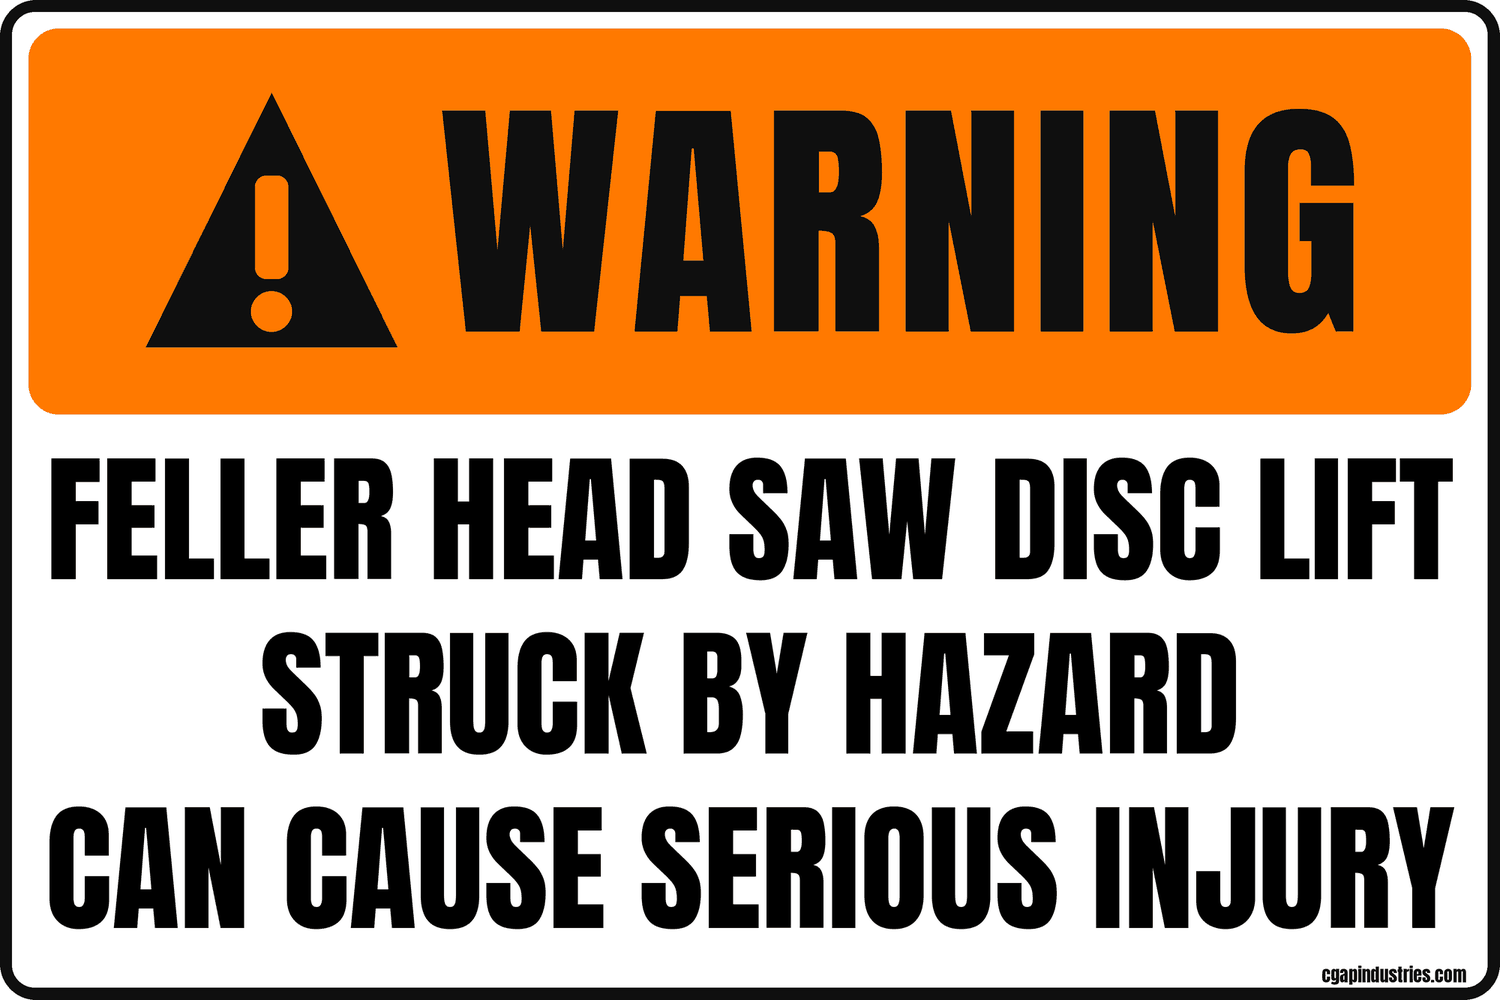 WARNING
FELLER HEAD SAW DISC LIFT
STRUCK BY HAZARD
CAN CAUSE SERIOUS INJURY
cgapindustries.com